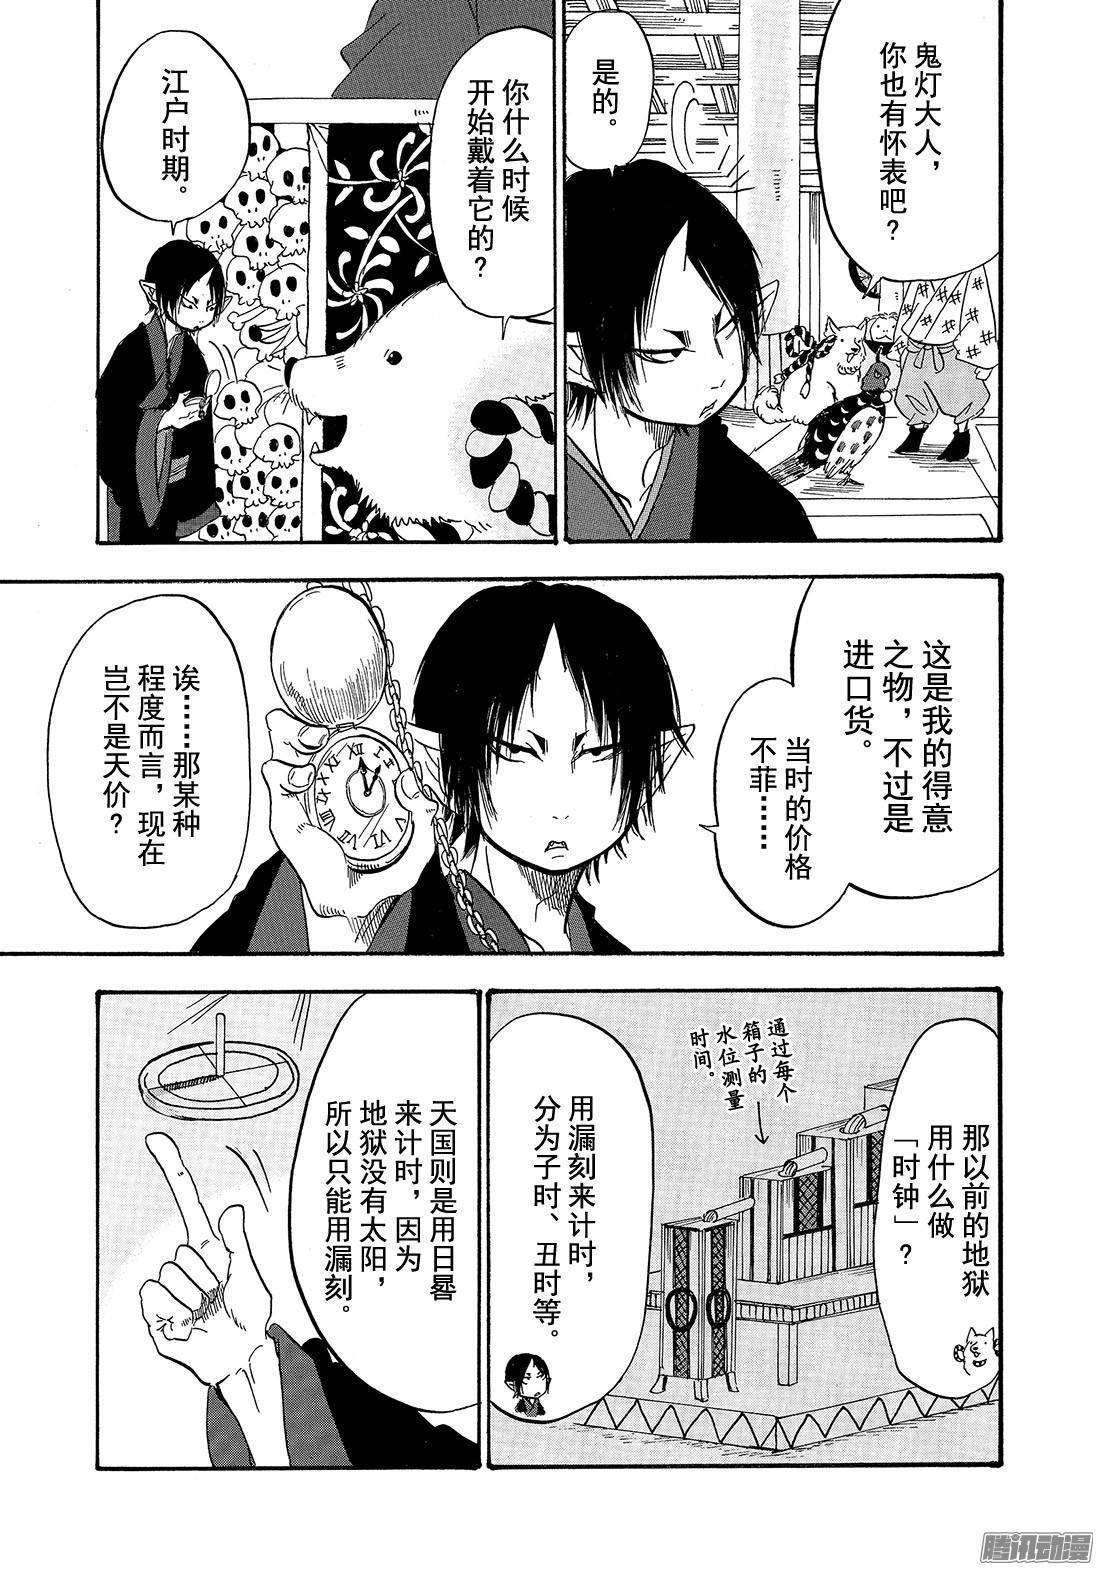 鬼灯大人，
你也有怀表吧？
是的。
你什么时候
开始戴着它的？
江户时期。
这是我的得意
之物，不过是
进口货。
当时的价格
不菲……
诶……那某种
程度而言，现在
岂不是天价？
那以前的地狱
用什么做
「时钟」？
通过每个
箱子的
水位测量
时间。
用漏刻来计时，
分为子时、丑时等。
天国则是用日晷
来计时，因为
地狱没有太阳，
所以只能用漏刻。
腾讯动漫